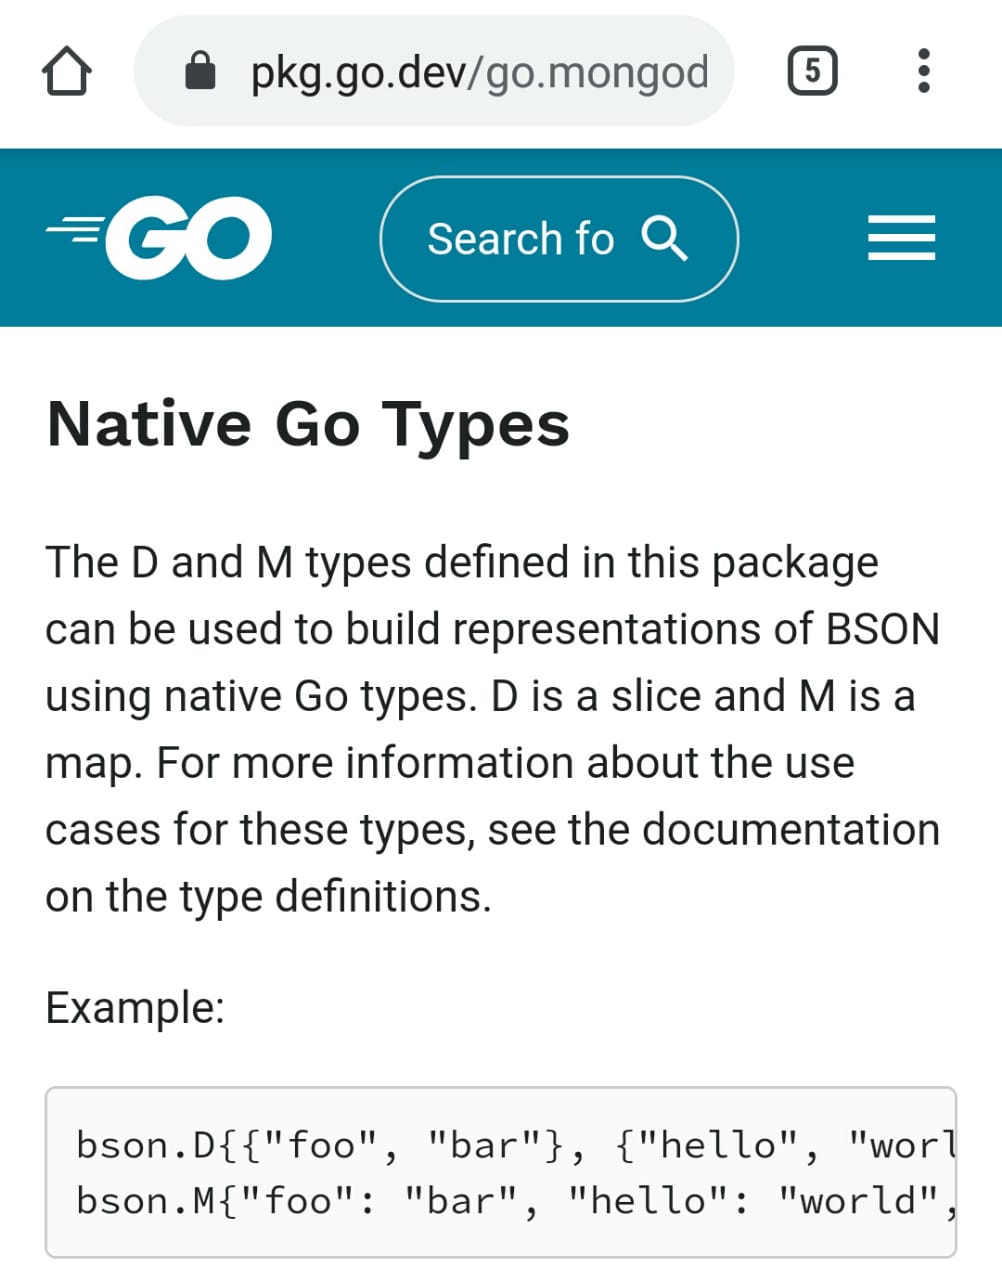 pkg.go.dev/go.mongod
5
GO
Search fo
Native Go Types
The D and M types defined in this package
can be used to build representations of BSON
using native Go types. D is a slice and M is a
map. For more information about the use
cases for these types, see the documentation
on the type definitions.
Example:
bson.D{{"foo", "bar"}, {"hello", "worl
bson.M{"foo": "bar", "hello": "world",